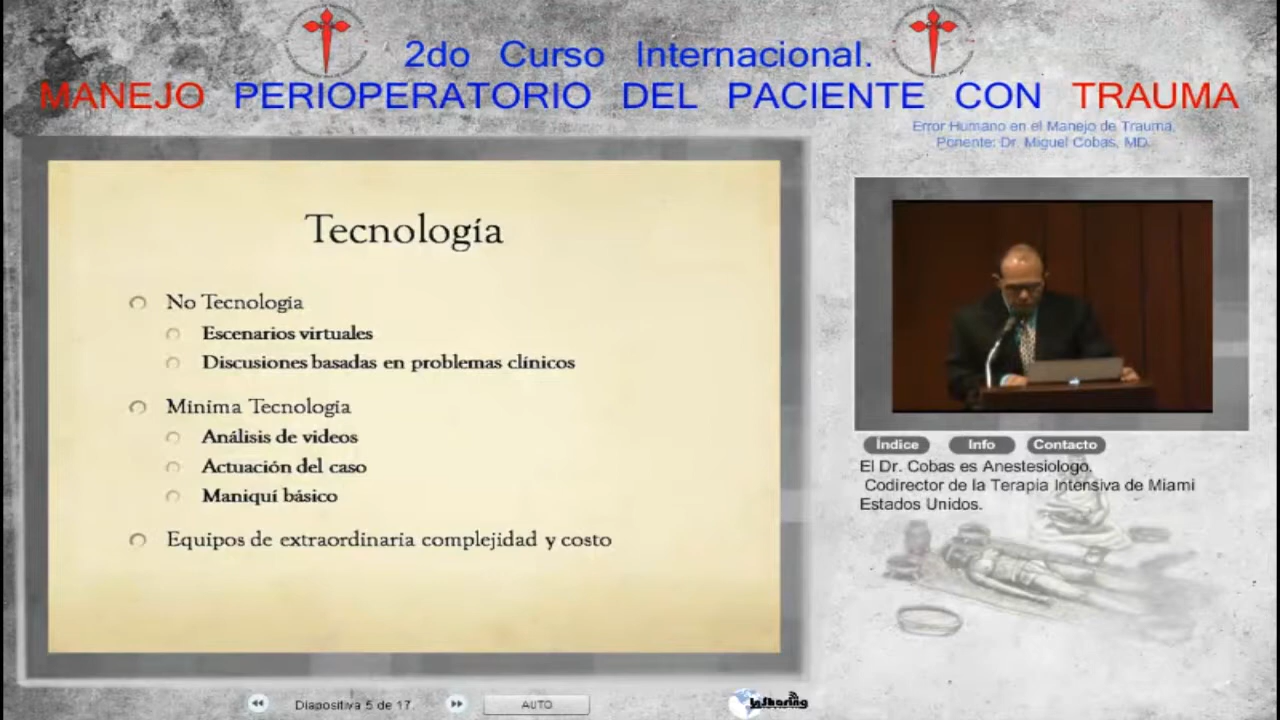 2do Curso Internacional.
MANEJO PERIOPERATORIO DEL PACIENTE CON TRAUMA
Error Humano en el Manejo de Trauma.
Ponente: Dr. Miguel Cobas, MD.
Tecnología
No Tecnología
Escenarios virtuales
Discusiones basadas en problemas clínicos
Mínima Tecnología
Análisis de videos
Actuación del caso
Maniquí básico
Equipos de extraordinaria complejidad y costo
Índice Info Contacto
El Dr. Cobas es Anestesiologo.
Codirector de la Terapia Intensiva de Miami
Estados Unidos.
Diapositiva 5 de 17
AUTO
InSharing